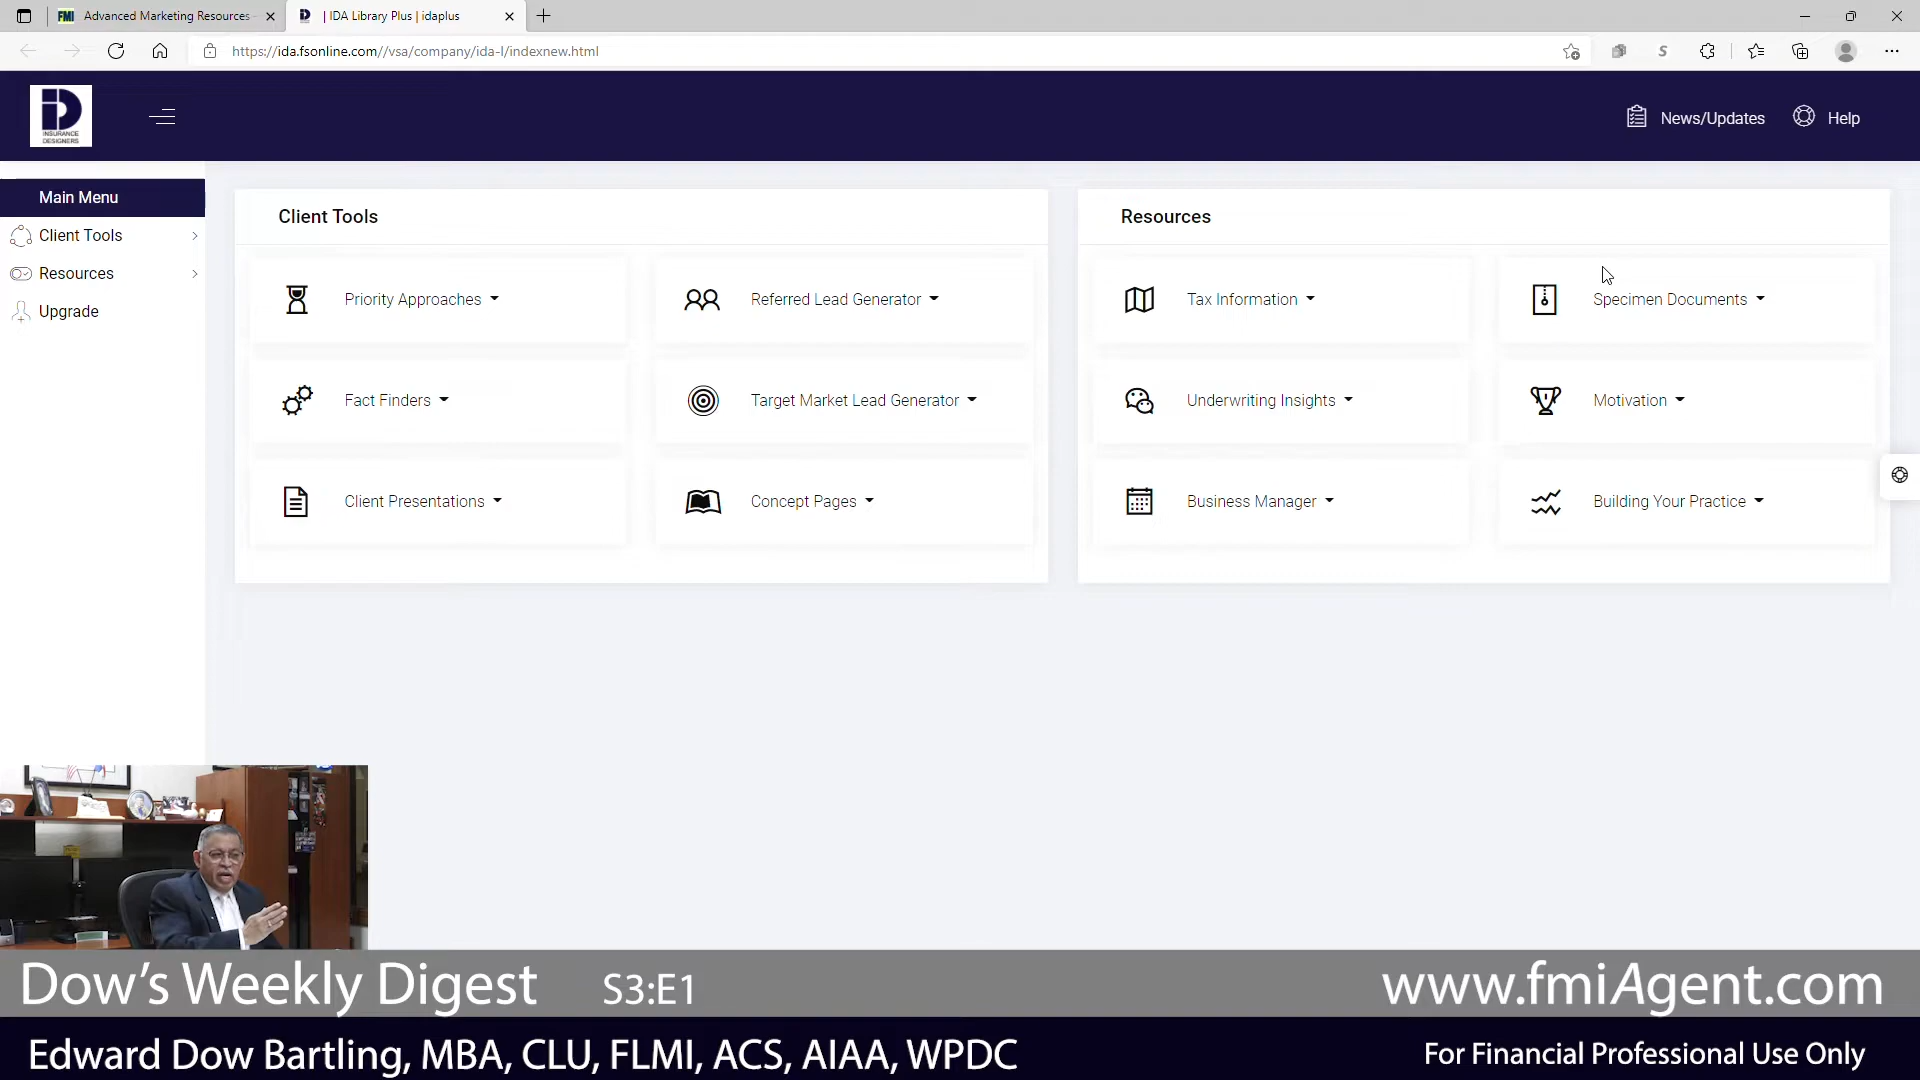 FMI Advanced Marketing Resources
| IDA Library Plus | idaplus
https://ida.fsonline.com//vsa/company/ida-l/indexnew.html
iD
INSURANCE
DESIGNERS
News/Updates
Help
Main Menu
Client Tools
Resources
Upgrade
Client Tools
Priority Approaches
Referred Lead Generator
Fact Finders
Target Market Lead Generator
Client Presentations
Concept Pages
Resources
Tax Information
Specimen Documents
Underwriting Insights
Motivation
Business Manager
Building Your Practice
Dow's Weekly Digest S3:E1
www.fmiAgent.com
Edward Dow Bartling, MBA, CLU, FLMI, ACS, AIAA, WPDC
For Financial Professional Use Only